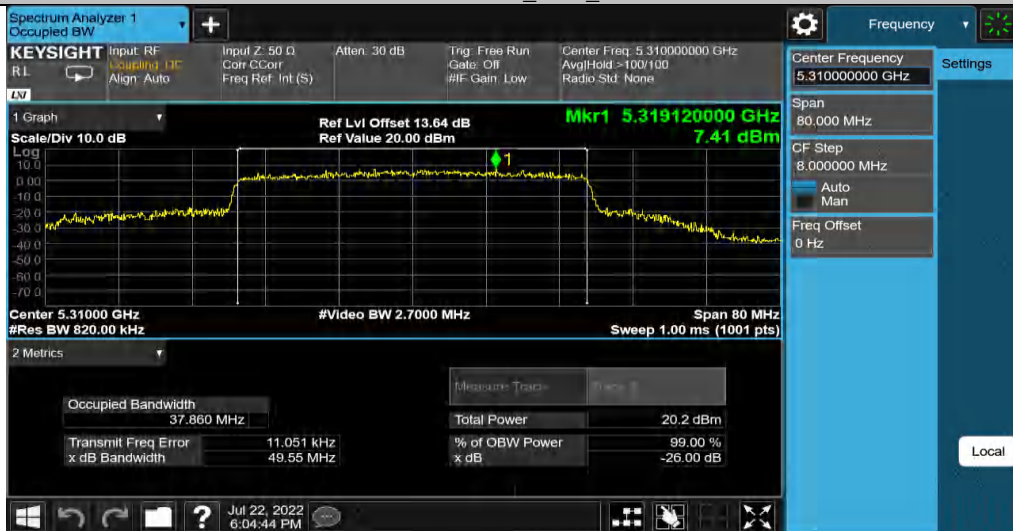 Spectrum Analyzer 1
Occupied BW
Frequency
KEYSIGHT
RL
LXI
Input: RF
Coupling: DC
Align: Auto
Input Z: 50 Ω
Corr CCorr
Freq Ref: Int (S)
Atten: 30 dB
Trig: Free Run
Gate: Off
#IF Gain: Low
Center Freq: 5.310000000 GHz
Avg|Hold >100/100
Radio Std: None
Center Frequency
5.310000000 GHz
Settings
Span
80.000 MHz
CF Step
8.000000 MHz
Auto
Man
Freq Offset
0 Hz
Local
1 Graph
Scale/Div 10.0 dB
Ref Lvl Offset 13.64 dB
Ref Value 20.00 dBm
Mkr1 5.319120000 GHz
7.41 dBm
Log
10.0
0.00
-10.0
-20.0
-30.0
-40.0
-50.0
-60.0
-70.0
1
Center 5.31000 GHz
#Res BW 820.00 kHz
#Video BW 2.7000 MHz
Span 80 MHz
Sweep 1.00 ms (1001 pts)
2 Metrics
Measure Trace
Trace 1
Occupied Bandwidth
37.860 MHz
Total Power 20.2 dBm
Transmit Freq Error 11.051 kHz
% of OBW Power 99.00 %
x dB Bandwidth 49.55 MHz
x dB -26.00 dB
?
Jul 22, 2022
6:04:44 PM